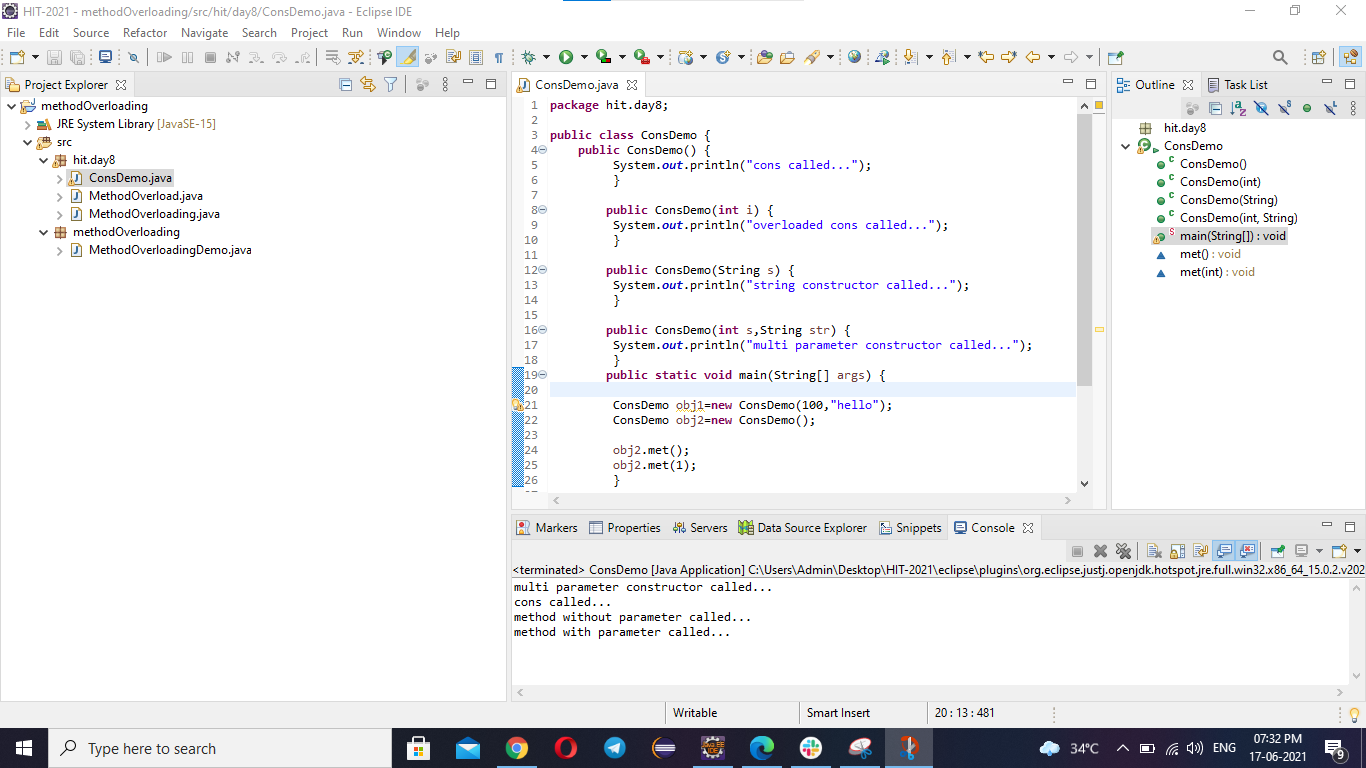 HIT-2021 - methodOverloading/src/hit/day8/ConsDemo.java - Eclipse IDE
File Edit Source Refactor Navigate Search Project Run Window Help
Project Explorer
methodOverloading
JRE System Library [JavaSE-15]
src
hit.day8
ConsDemo.java
MethodOverload.java
MethodOverloading.java
methodOverloading
MethodOverloadingDemo.java
ConsDemo.java
1 package hit.day8;
2
3 public class ConsDemo {
4 public ConsDemo() {
5 System.out.println("cons called...");
6 }
7
8 public ConsDemo(int i) {
9 System.out.println("overloaded cons called...");
10 }
11
12 public ConsDemo(String s) {
13 System.out.println("string constructor called...");
14 }
15
16 public ConsDemo(int s,String str) {
17 System.out.println("multi parameter constructor called...");
18 }
19 public static void main(String[] args) {
20
21 ConsDemo obj1=new ConsDemo(100,"hello");
22 ConsDemo obj2=new ConsDemo();
23
24 obj2.met();
25 obj2.met(1);
26 }
Outline Task List
hit.day8
ConsDemo
ConsDemo()
ConsDemo(int)
ConsDemo(String)
ConsDemo(int, String)
main(String[]) : void
met() : void
met(int) : void
Markers Properties Servers Data Source Explorer Snippets Console
<terminated> ConsDemo [Java Application] C:\Users\Admin\Desktop\HIT-2021\eclipse\plugins\org.eclipse.justj.openjdk.hotspot.jre.full.win32.x86_64_15.0.2.v202
multi parameter constructor called...
cons called...
method without parameter called...
method with parameter called...
Writable Smart Insert 20 : 13 : 481
Type here to search
34°C ENG
07:32 PM
17-06-2021
9